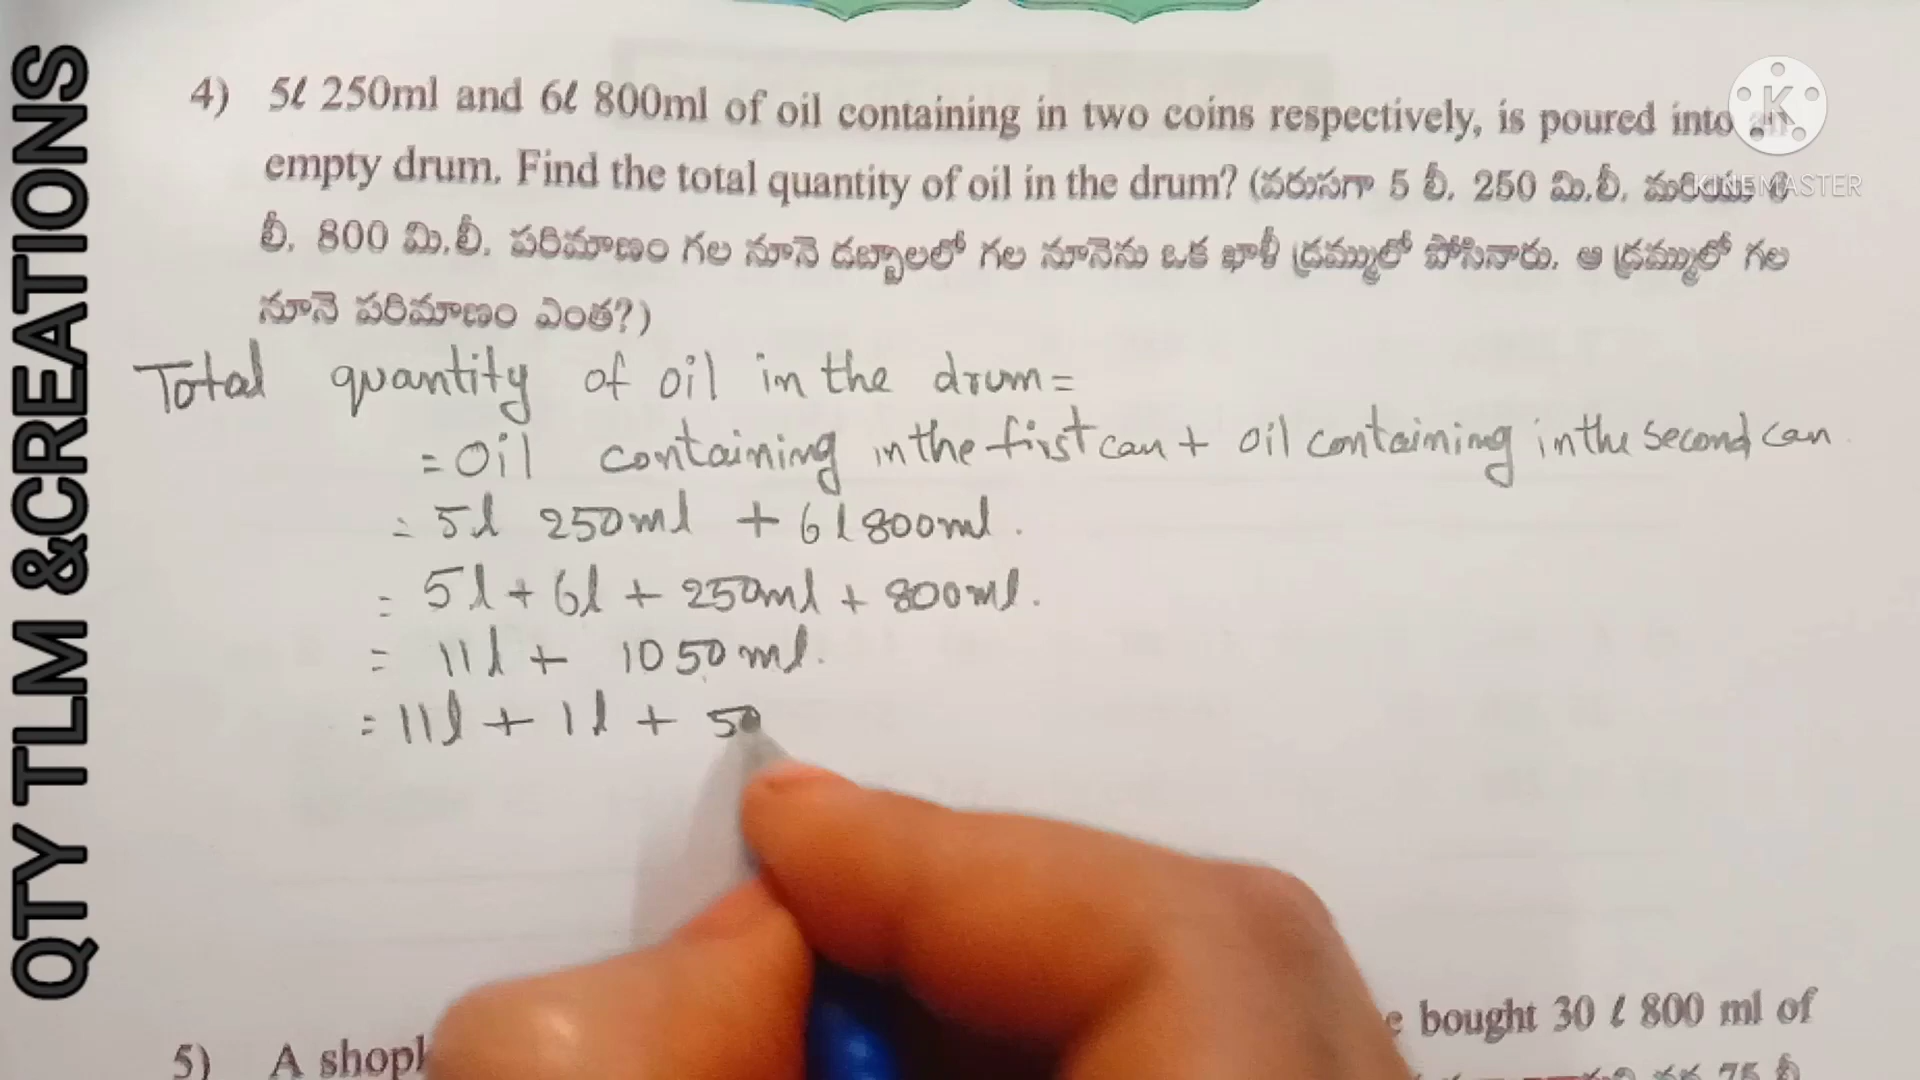 QTY TLM &CREATIONS
K
KINEMASTER
4) 5ℓ 250ml and 6ℓ 800ml of oil containing in two coins respectively, is poured into an
empty drum. Find the total quantity of oil in the drum? (వరుసగా 5 లీ. 250 మి.లీ. మరియు 6
లీ. 800 మి.లీ. పరిమాణం గల నూనె డబ్బాలలో గల నూనెను ఒక ఖాళీ డ్రమ్ములో పోసినారు. ఆ డ్రమ్ములో గల
నూనె పరిమాణం ఎంత?)
Total quantity of oil in the drum=
= Oil containing in the first can + oil containing in the second can
= 5l 250ml + 6l 800ml.
= 5l + 6l + 250ml + 800ml.
= 11l + 1050ml.
= 11l + 1l + 50
bought 30 ℓ 800 ml of
5) A
75 లీ